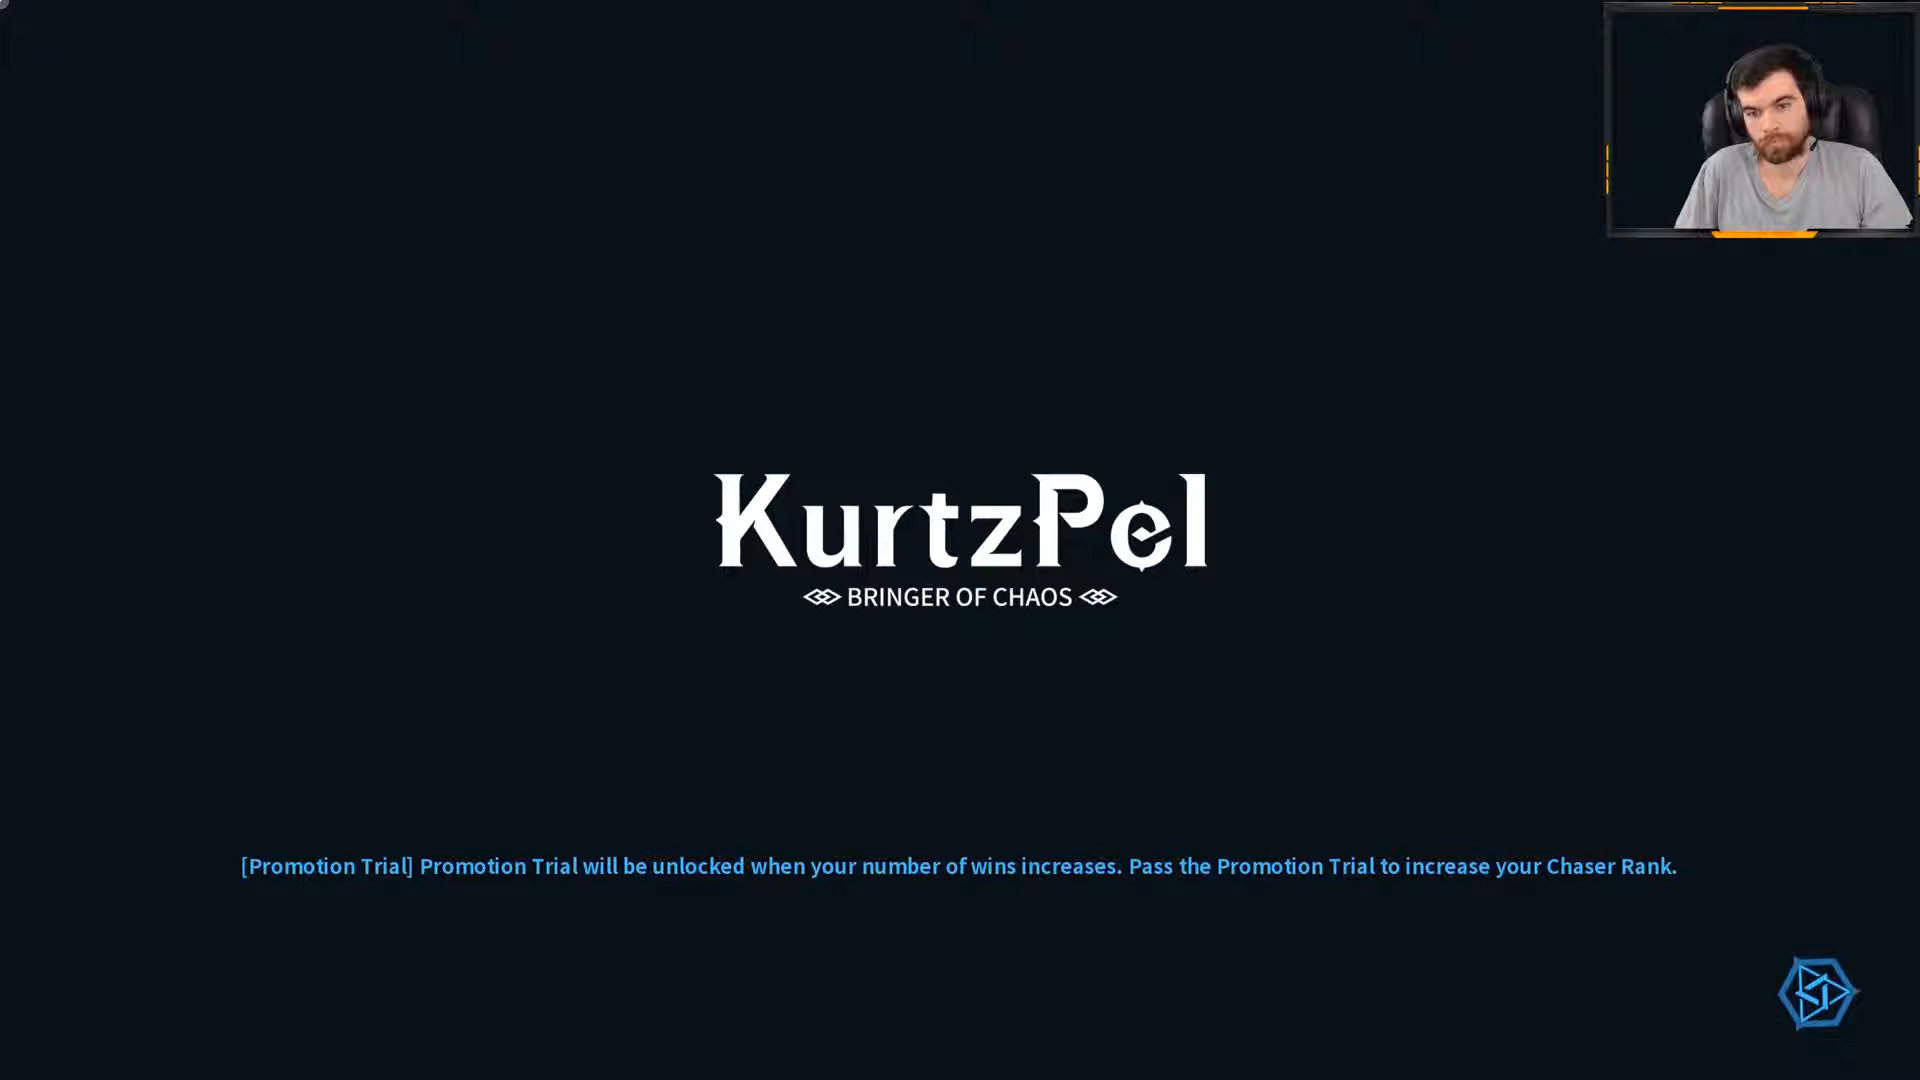 KurtzPel
BRINGER OF CHAOS
[Promotion Trial] Promotion Trial will be unlocked when your number of wins increases. Pass the Promotion Trial to increase your Chaser Rank.